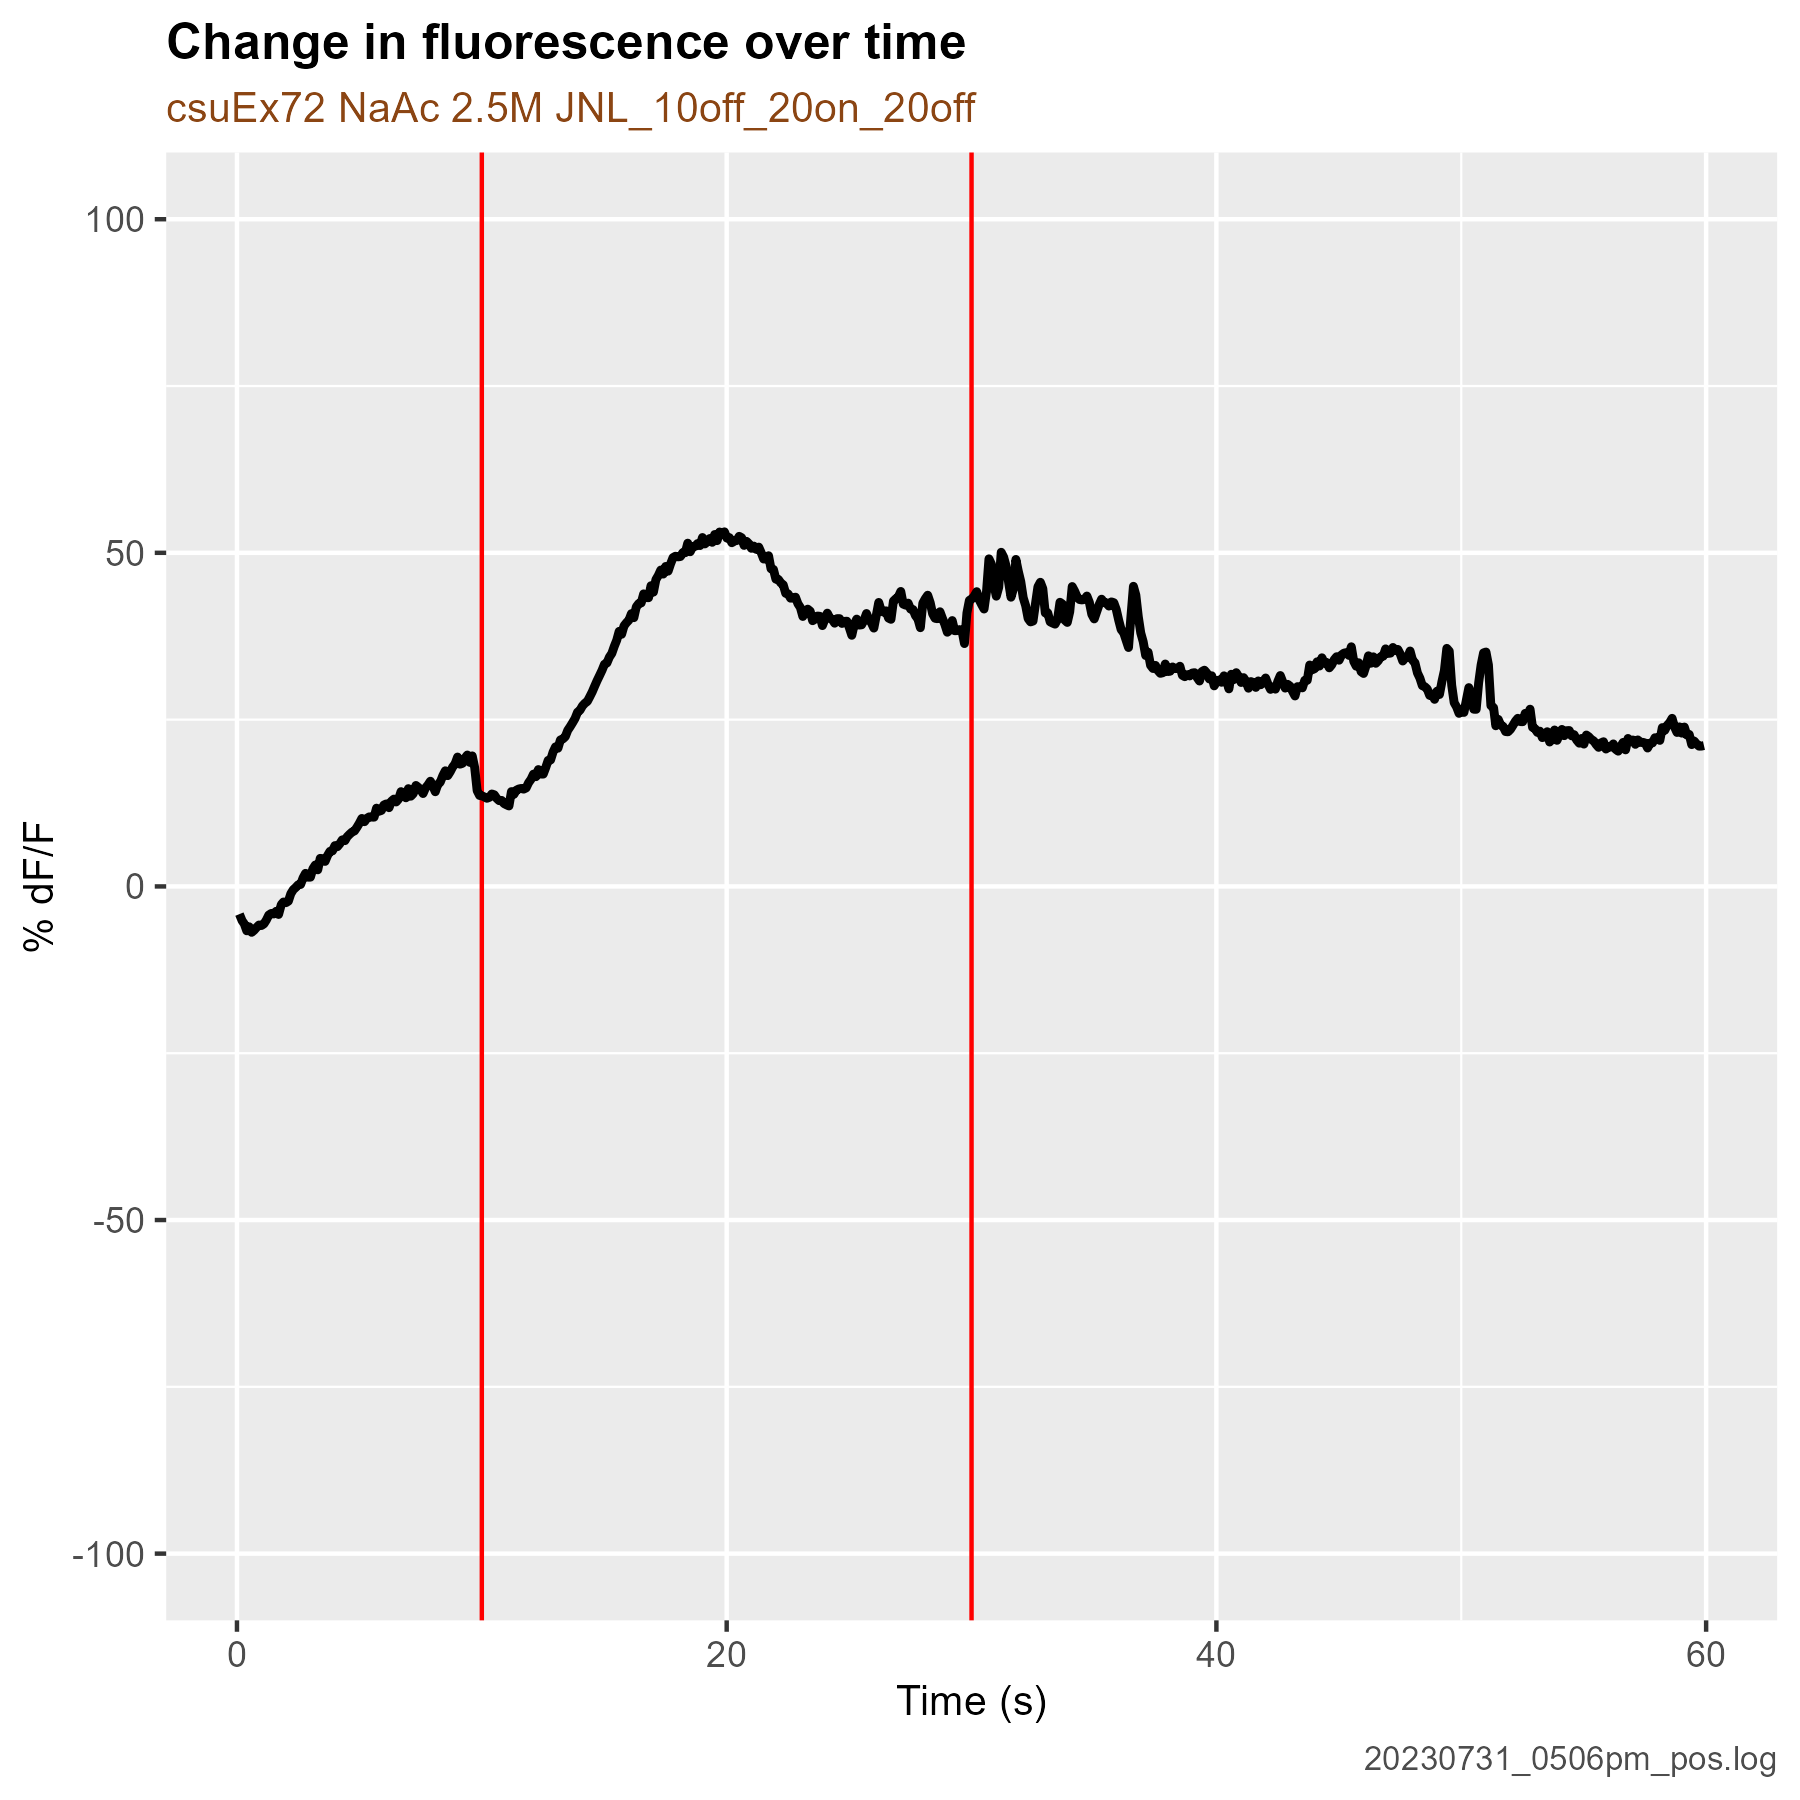 Change in fluorescence over time
csuEx72 NaAc 2.5M JNL_10off_20on_20off
% dF/F
100
50
0
-50
-100
0 20 40 60
Time (s)
20230731_0506pm_pos.log